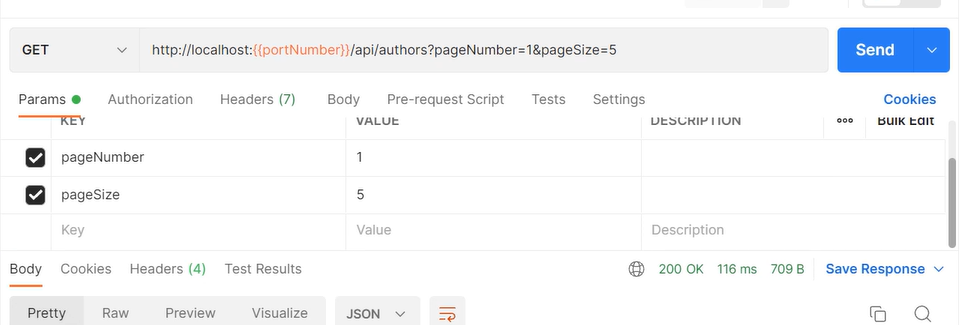 GET http://localhost:{{portNumber}}/api/authors?pageNumber=1&pageSize=5 Send
Params Authorization Headers (7) Body Pre-request Script Tests Settings Cookies
KEY VALUE DESCRIPTION ooo Bulk Edit
pageNumber 1
pageSize 5
Key Value Description
Body Cookies Headers (4) Test Results 200 OK 116 ms 709 B Save Response
Pretty Raw Preview Visualize JSON